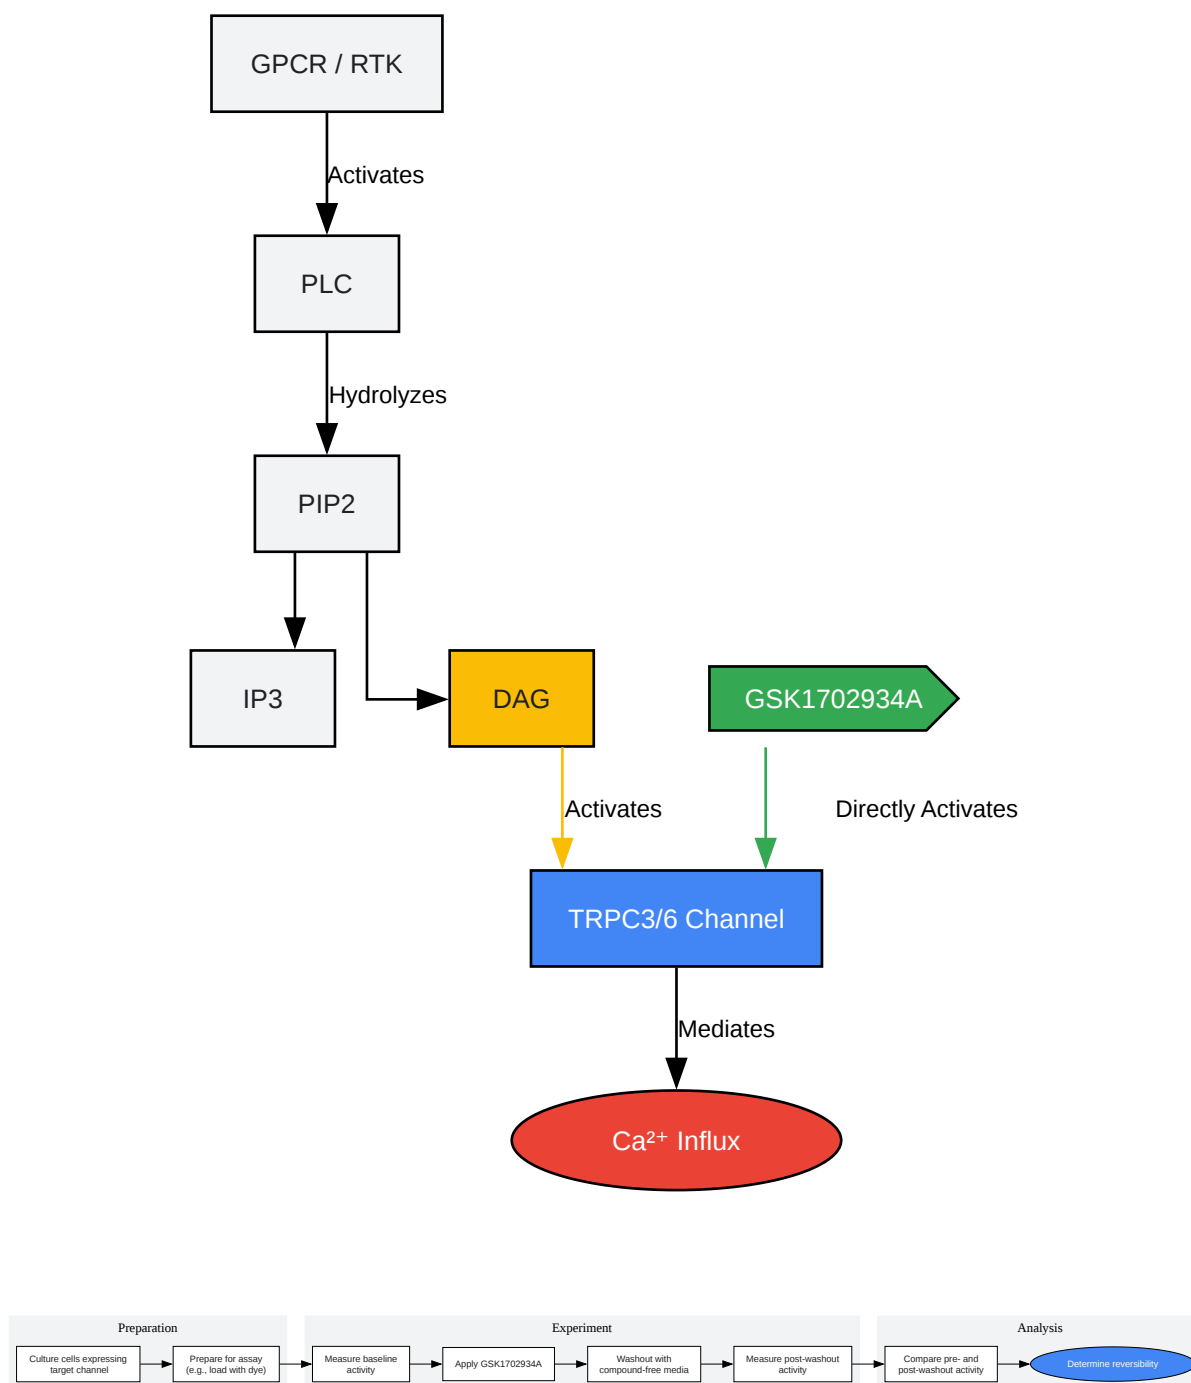 GPCR / RTK
Activates
PLC
Hydrolyzes
PIP2
IP3
DAG
GSK1702934A
Activates
Directly Activates
TRPC3/6 Channel
Mediates
Ca²⁺ Influx
Preparation
Culture cells expressing
target channel
Prepare for assay
(e.g., load with dye)
Experiment
Measure baseline
activity
Apply GSK1702934A
Washout with
compound-free media
Measure post-washout
activity
Analysis
Compare pre- and
post-washout activity
Determine reversibility